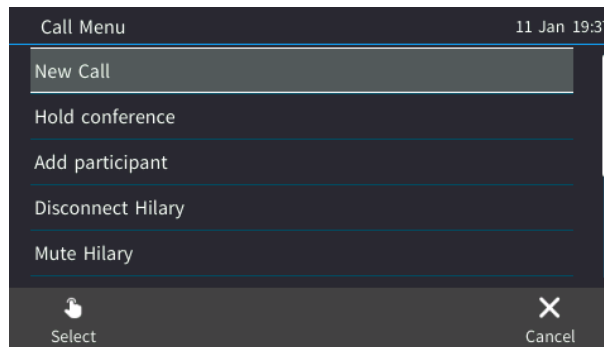 Call Menu 11 Jan 19:37
New Call
Hold conference
Add participant
Disconnect Hilary
Mute Hilary
Select Cancel